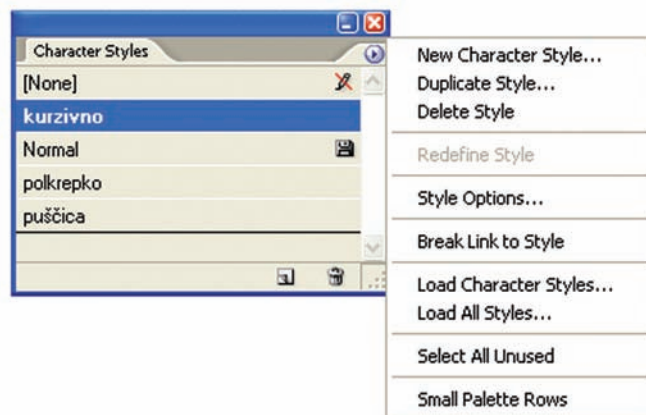 Character Styles
[None]
kurzivno
Normal
polkrepko
puščica
New Character Style...
Duplicate Style...
Delete Style
Redefine Style
Style Options...
Break Link to Style
Load Character Styles...
Load All Styles...
Select All Unused
Small Palette Rows